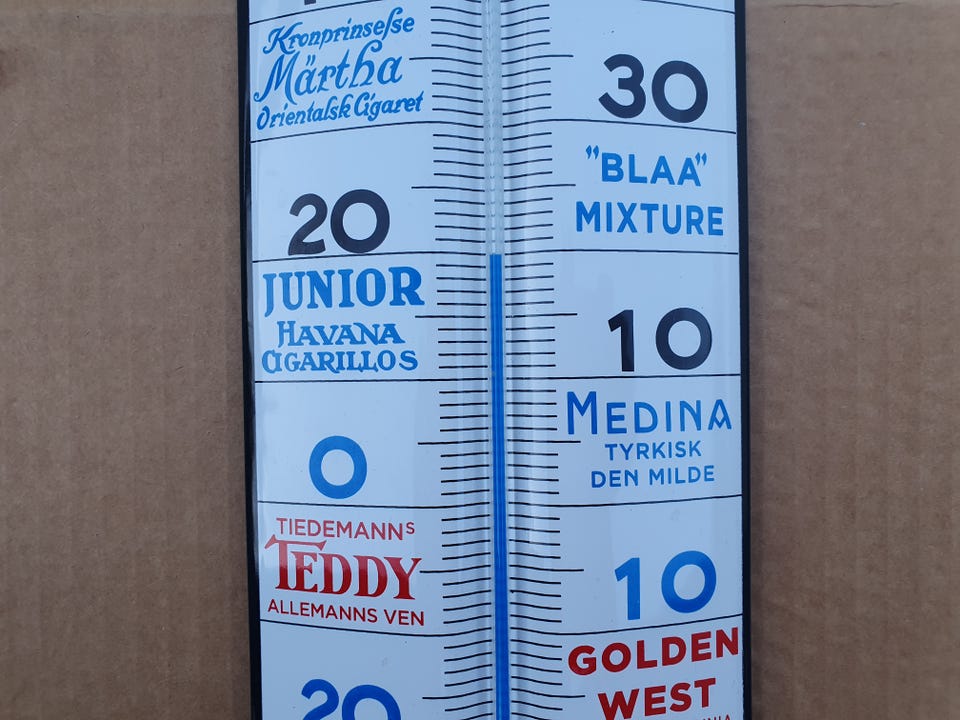 Kronprinsesse
Märtha
Orientalsk Cigaret
30
"BLAA"
MIXTURE
20
JUNIOR
HAVANA
CIGARILLOS
10
MEDINA
TYRKISK
DEN MILDE
0
TIEDEMANNS
TEDDY
ALLEMANNS VEN
10
GOLDEN
WEST
20